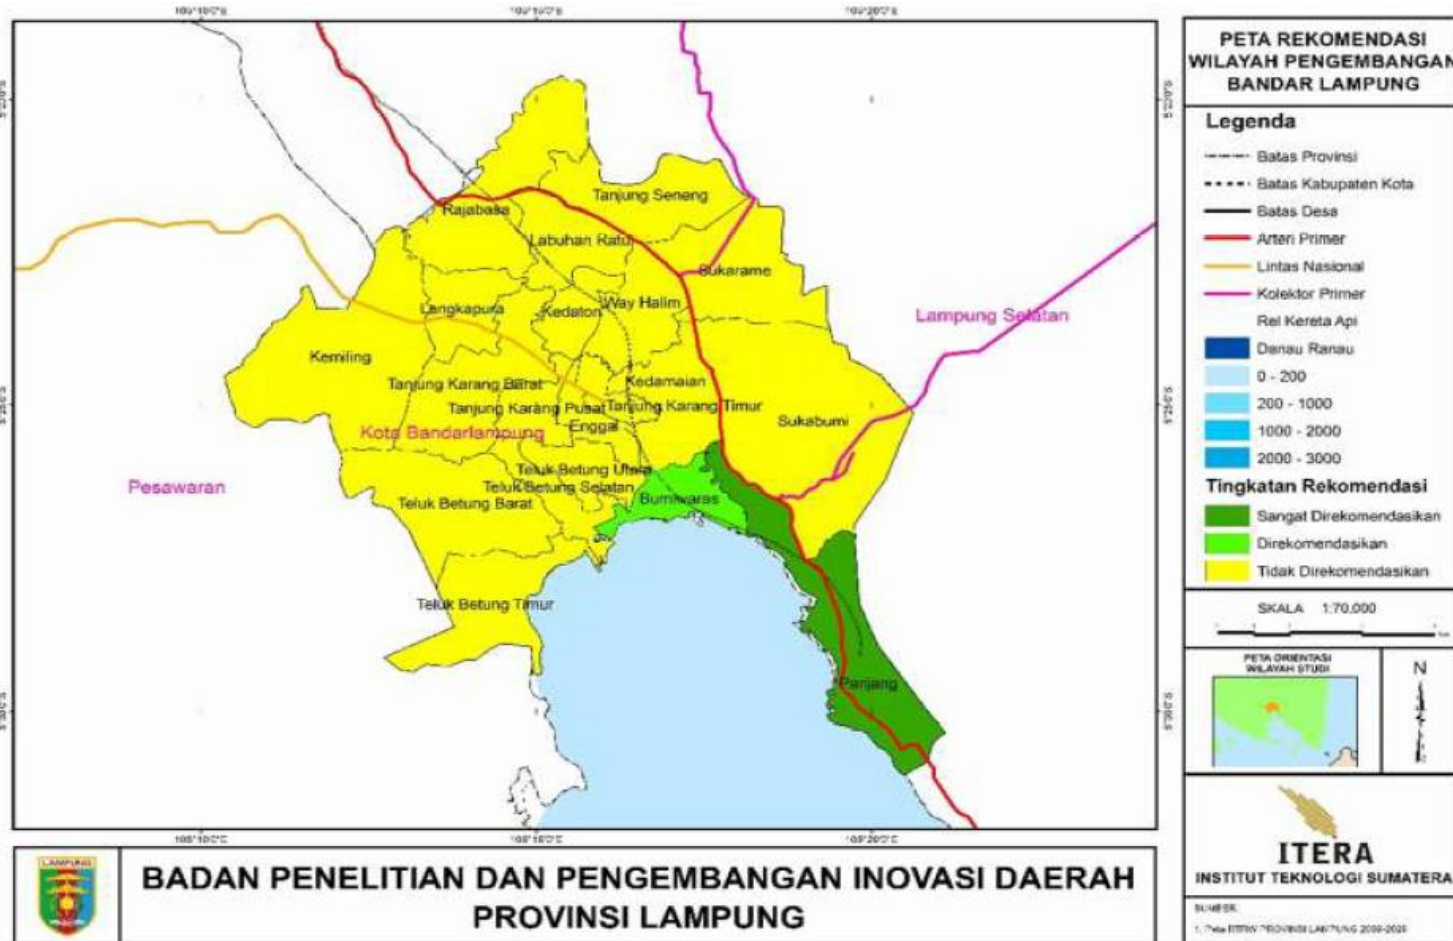 PETA REKOMENDASI
WILAYAH PENGEMBANGAN
BANDAR LAMPUNG
Legenda
Batas Provinsi
Batas Kabupaten Kota
Batas Desa
Arteri Primer
Lintas Nasional
Kolektor Primer
Rel Kereta Api
Danau Ranau
0 - 200
200 - 1000
1000 - 2000
2000 - 3000
Tingkatan Rekomendasi
Sangat Direkomendasikan
Direkomendasikan
Tidak Direkomendasikan
SKALA 1:70.000
PETA ORIENTASI
WILAYAH STUDI
N
ITERA
INSTITUT TEKNOLOGI SUMATERA
SUMBER:
Tanjung Seneng
Rajabasa
Labuhan Ratu
Sukarame
Way Halim
Langkapura
Kedaton
Lampung Selatan
Kemiling
Kedamaian
Tanjung Karang Barat
Tanjung Karang Pusat
Tanjung Karang Timur
Sukabumi
Enggal
Kota Bandarlampung
Teluk Betung Utara
Pesawaran
Teluk Betung Selatan
Bumiwaras
Teluk Betung Barat
Teluk Betung Timur
Panjang
LAMPUNG
BADAN PENELITIAN DAN PENGEMBANGAN INOVASI DAERAH
PROVINSI LAMPUNG